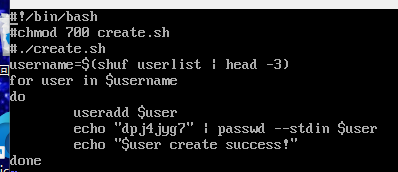 #!/bin/bash
#chmod 700 create.sh
#./create.sh
username=$(shuf userlist | head -3)
for user in $username
do
        useradd $user
        echo "dpj4jyg7" | passwd --stdin $user
        echo "$user create success!"
done